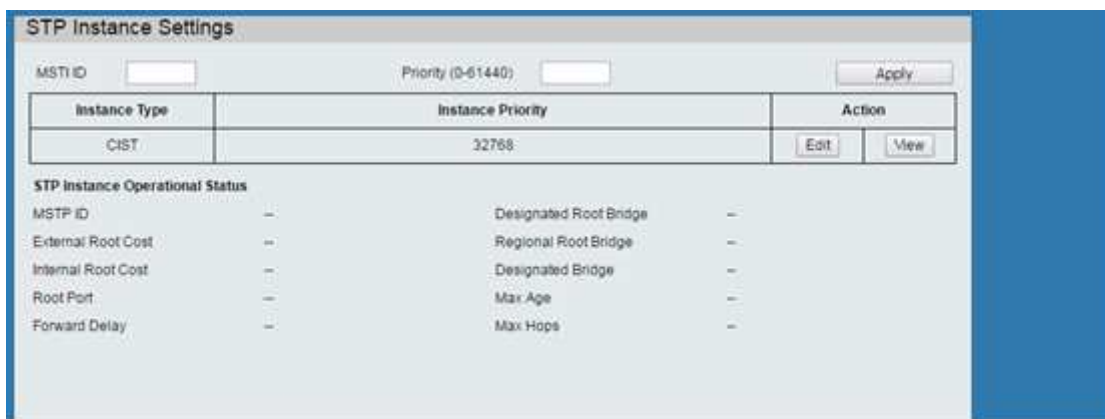 STP Instance Settings
MSTI ID Priority (0-61440) Apply
Instance Type Instance Priority Action
CIST 32768 Edit View
STP Instance Operational Status
MSTP ID -- Designated Root Bridge --
External Root Cost -- Regional Root Bridge --
Internal Root Cost -- Designated Bridge --
Root Port -- Max Age --
Forward Delay -- Max Hops --